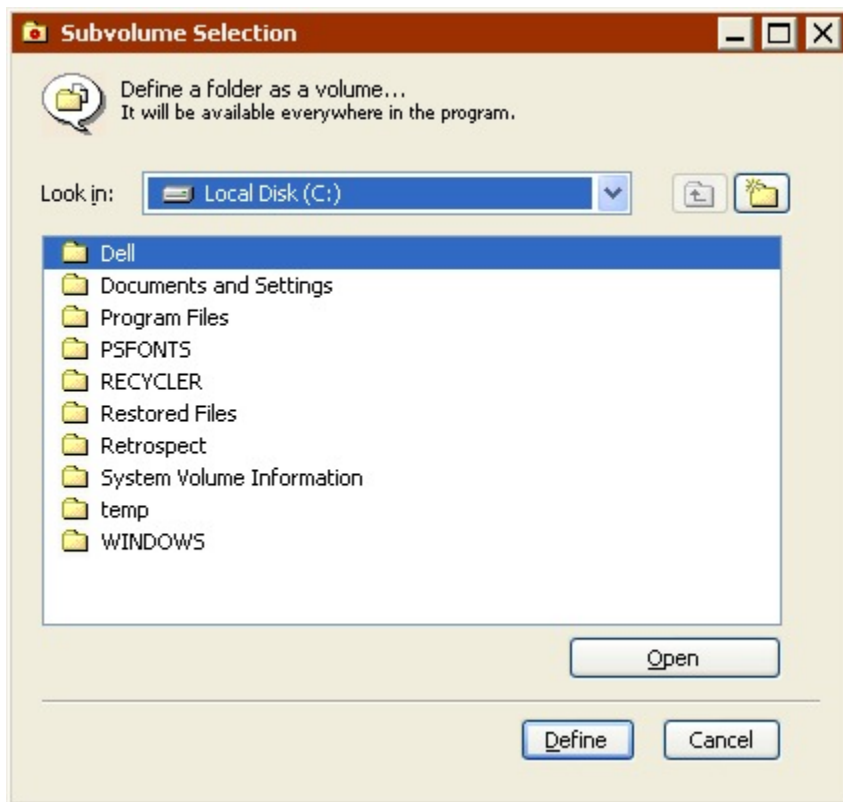 Subvolume Selection
Define a folder as a volume...
It will be available everywhere in the program.
Look in: Local Disk (C:)
Dell
Documents and Settings
Program Files
PSFONTS
RECYCLER
Restored Files
Retrospect
System Volume Information
temp
WINDOWS
Open
Define Cancel